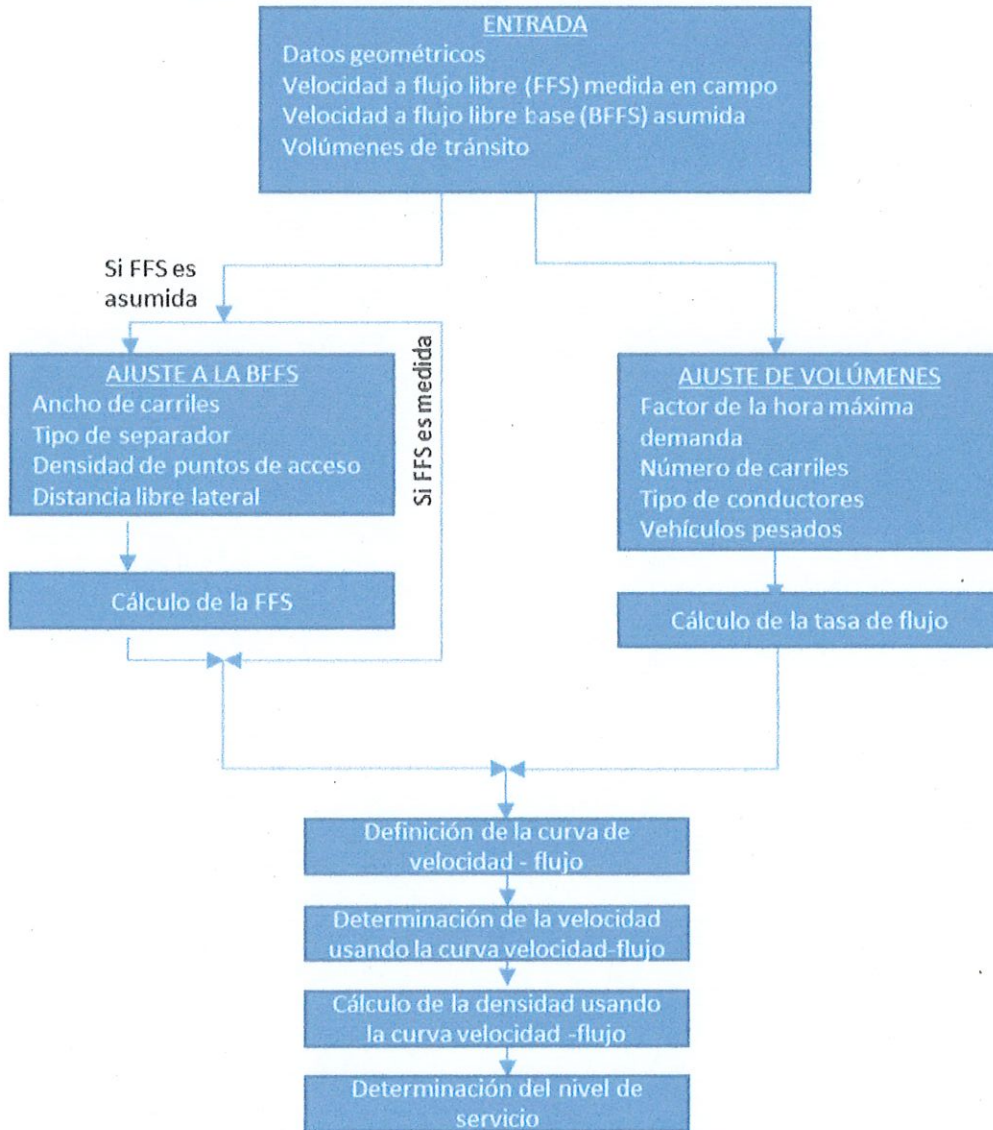 ENTRADA
Datos geométricos
Velocidad a flujo libre (FFS) medida en campo
Velocidad a flujo libre base (BFFS) asumida
Volúmenes de tránsito
Si FFS es
asumida
Si FFS es medida
AJUSTE A LA BFFS
Ancho de carriles
Tipo de separador
Densidad de puntos de acceso
Distancia libre lateral
AJUSTE DE VOLÚMENES
Factor de la hora máxima
demanda
Número de carriles
Tipo de conductores
Vehículos pesados
Cálculo de la FFS
Cálculo de la tasa de flujo
Definición de la curva de
velocidad - flujo
Determinación de la velocidad
usando la curva velocidad-flujo
Cálculo de la densidad usando
la curva velocidad -flujo
Determinación del nivel de
servicio